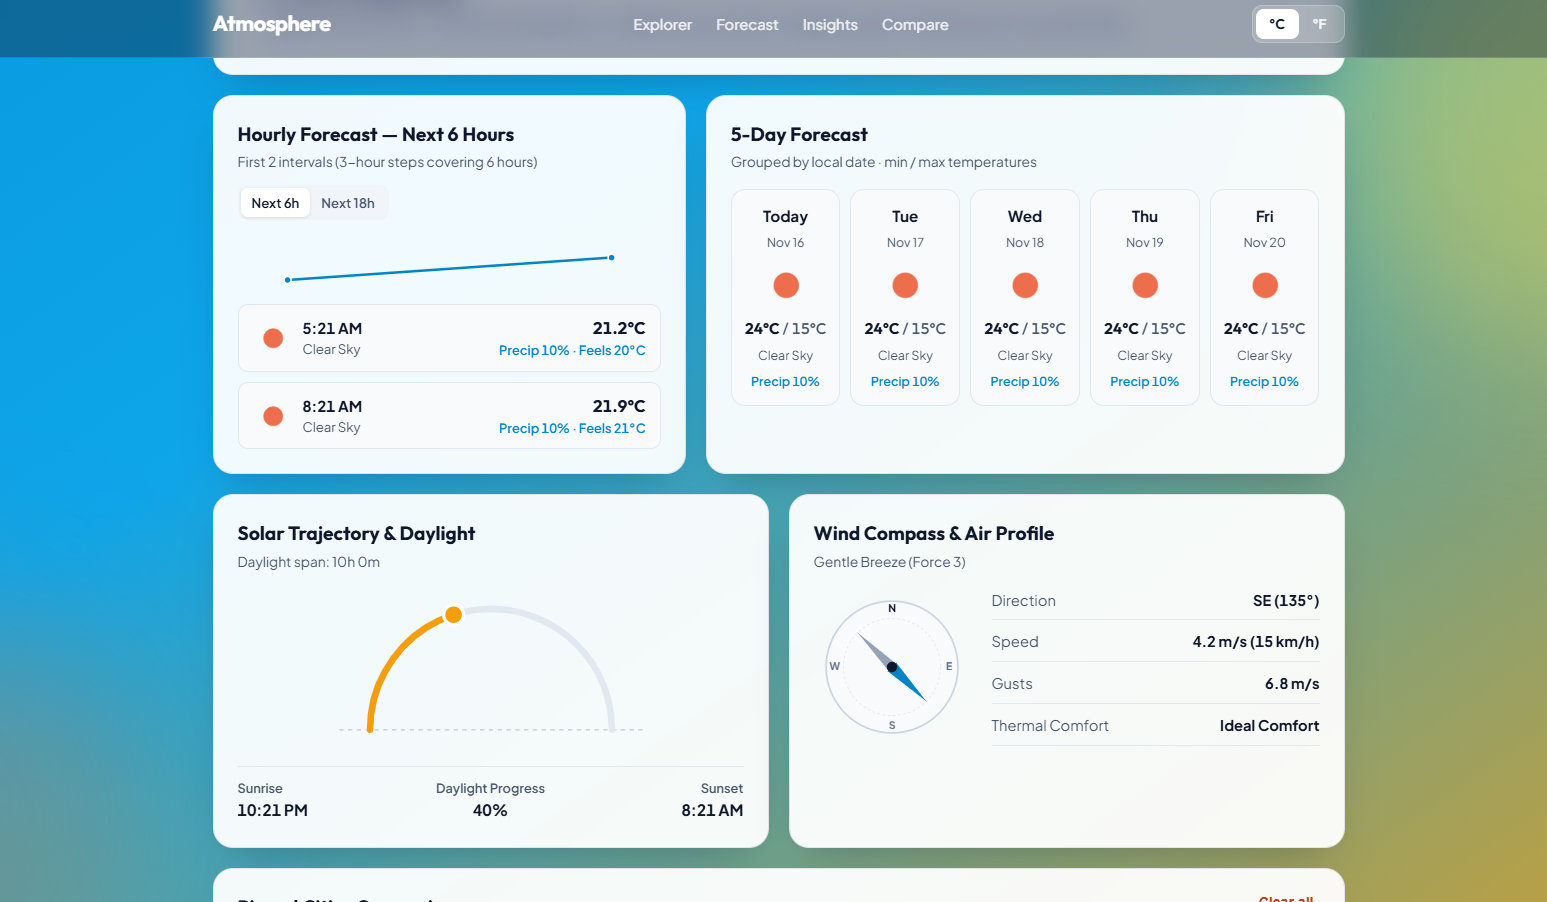 Atmosphere
Explorer Forecast Insights Compare
°C °F
Hourly Forecast — Next 6 Hours
First 2 intervals (3-hour steps covering 6 hours)
Next 6h Next 18h
5:21 AM
Clear Sky
21.2°C
Precip 10% · Feels 20°C
8:21 AM
Clear Sky
21.9°C
Precip 10% · Feels 21°C
5-Day Forecast
Grouped by local date · min / max temperatures
Today
Nov 16
24°C / 15°C
Clear Sky
Precip 10%
Tue
Nov 17
24°C / 15°C
Clear Sky
Precip 10%
Wed
Nov 18
24°C / 15°C
Clear Sky
Precip 10%
Thu
Nov 19
24°C / 15°C
Clear Sky
Precip 10%
Fri
Nov 20
24°C / 15°C
Clear Sky
Precip 10%
Solar Trajectory & Daylight
Daylight span: 10h 0m
Sunrise
10:21 PM
Daylight Progress
40%
Sunset
8:21 AM
Wind Compass & Air Profile
Gentle Breeze (Force 3)
N
W E
S
Direction SE (135°)
Speed 4.2 m/s (15 km/h)
Gusts 6.8 m/s
Thermal Comfort Ideal Comfort
Clear all